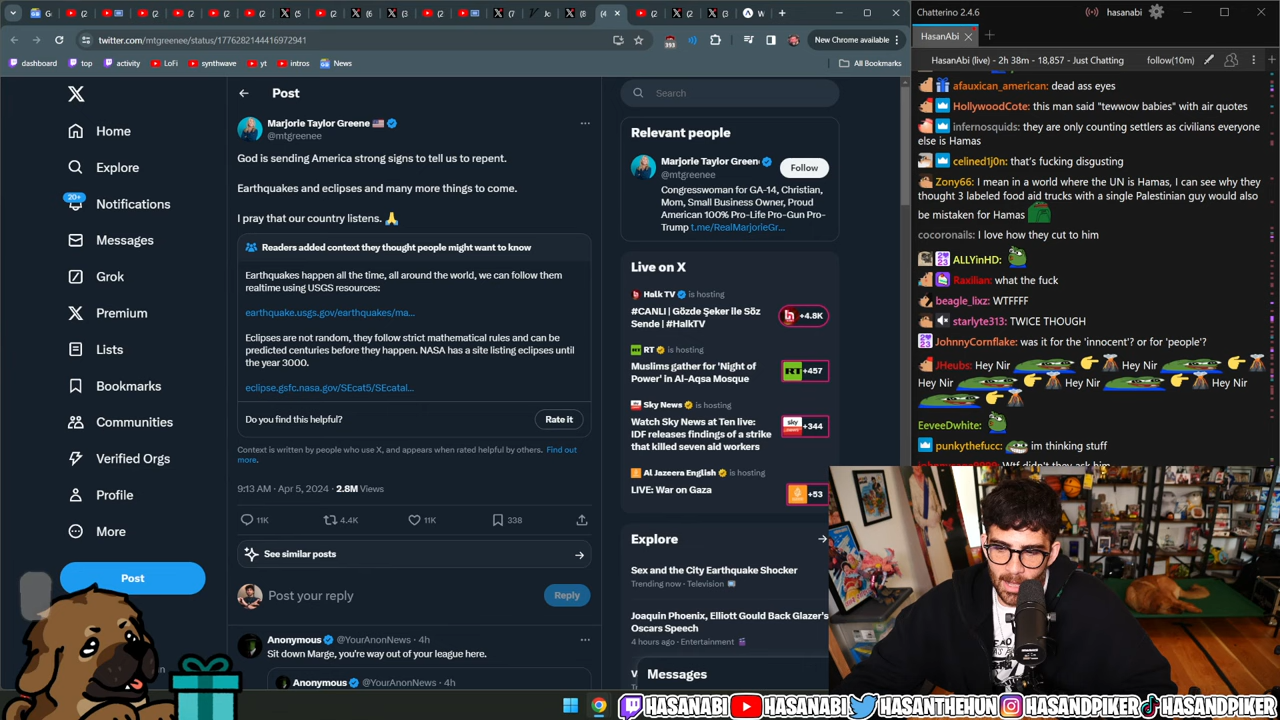 New Chrome available
twitter.com/mtgreenee/status/1776282144416972941
393
dashboard
top
activity
LoFi
synthwave
yt
intros
News
All Bookmarks
Home
Explore
20+
Notifications
Messages
Grok
Premium
Lists
Bookmarks
Communities
Verified Orgs
Profile
More
Post
Post
Marjorie Taylor Greene
@mtgreenee
God is sending America strong signs to tell us to repent.
Earthquakes and eclipses and many more things to come.
I pray that our country listens. 🙏
Readers added context they thought people might want to know
Earthquakes happen all the time, all around the world, we can follow them
realtime using USGS resources:
earthquake.usgs.gov/earthquakes/ma...
Eclipses are not random, they follow strict mathematical rules and can be
predicted centuries before they happen. NASA has a site listing eclipses until
the year 3000.
eclipse.gsfc.nasa.gov/SEcat5/SEcatal...
Do you find this helpful?
Rate it
Context is written by people who use X, and appears when rated helpful by others. Find out
more.
9:13 AM · Apr 5, 2024 · 2.8M Views
11K
4.4K
11K
338
See similar posts
Post your reply
Reply
Anonymous @YourAnonNews · 4h
Sit down Marge, you're way out of your league here.
Anonymous @YourAnonNews · 4h
Search
Relevant people
Marjorie Taylor Green
@mtgreenee
Follow
Congresswoman for GA-14, Christian,
Mom, Small Business Owner, Proud
American 100% Pro-Life Pro-Gun Pro-
Trump t.me/RealMarjorieGr...
Live on X
Halk TV is hosting
#CANLI | Gözde Şeker ile Söz
Sende | #HalkTV
+4.8K
RT is hosting
Muslims gather for 'Night of
Power' in Al-Aqsa Mosque
+457
Sky News is hosting
Watch Sky News at Ten live:
IDF releases findings of a strike
that killed seven aid workers
+344
Al Jazeera English is hosting
LIVE: War on Gaza
+53
Explore
Sex and the City Earthquake Shocker
Trending now · Television
Joaquin Phoenix, Elliott Gould Back Glazer's
Oscars Speech
4 hours ago · Entertainment
Messages
Chatterino 2.4.6
hasanabi
HasanAbi
HasanAbi (live) - 2h 38m - 18,857 - Just Chatting
follow(10m)
afauxican_american: dead ass eyes
HollywoodCote: this man said "tewwow babies" with air quotes
infernosquids: they are only counting settlers as civilians everyone
else is Hamas
celined1j0n: that's fucking disgusting
Zony66: I mean in a world where the UN is Hamas, I can see why they
thought 3 labeled food aid trucks with a single Palestinian guy would also
be mistaken for Hamas
cocoronails: I love how they cut to him
ALLYinHD:
Raxilian: what the fuck
beagle_lixz: WTFFFF
starlyte313: TWICE THOUGH
JohnnyCornflake: was it for the 'innocent'? or for 'people'?
JHeubs: Hey Nir Hey Nir
Hey Nir Hey Nir Hey Nir
EeveeDwhite:
punkythefucc: im thinking stuff
Wtf didn't they ask him
HASANABI
HASANABI
HASANTHEHUN
HASANDPIKER
HASANDPIKER